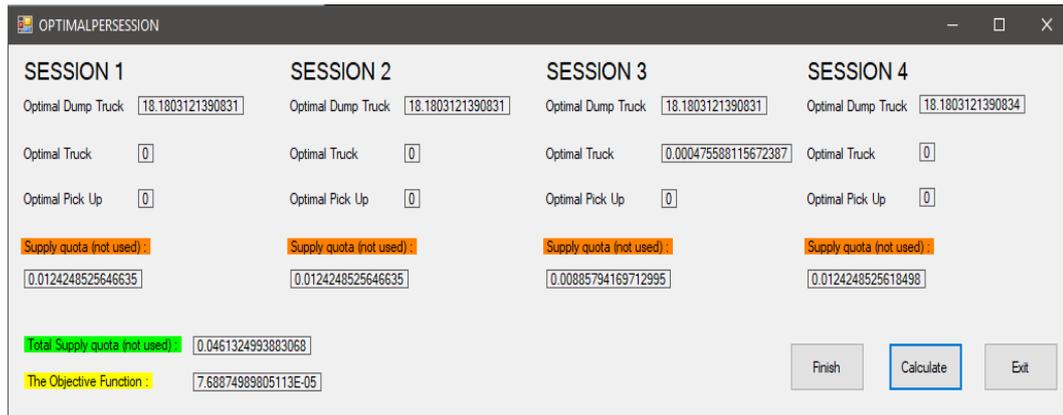 OPTIMALPERSESSION
SESSION 1 SESSION 2 SESSION 3 SESSION 4
Optimal Dump Truck 18.1803121390831 Optimal Dump Truck 18.1803121390831 Optimal Dump Truck 18.1803121390831 Optimal Dump Truck 18.1803121390834
Optimal Truck 0 Optimal Truck 0 Optimal Truck 0.000475588115672387 Optimal Truck 0
Optimal Pick Up 0 Optimal Pick Up 0 Optimal Pick Up 0 Optimal Pick Up 0
Supply quota (not used) : Supply quota (not used) : Supply quota (not used) : Supply quota (not used) :
0.0124248525646635 0.0124248525646635 0.00885794169712995 0.0124248525618498
Total Supply quota (not used) : 0.0461324993883068
The Objective Function : 7.68874989805113E-05
Finish Calculate Exit